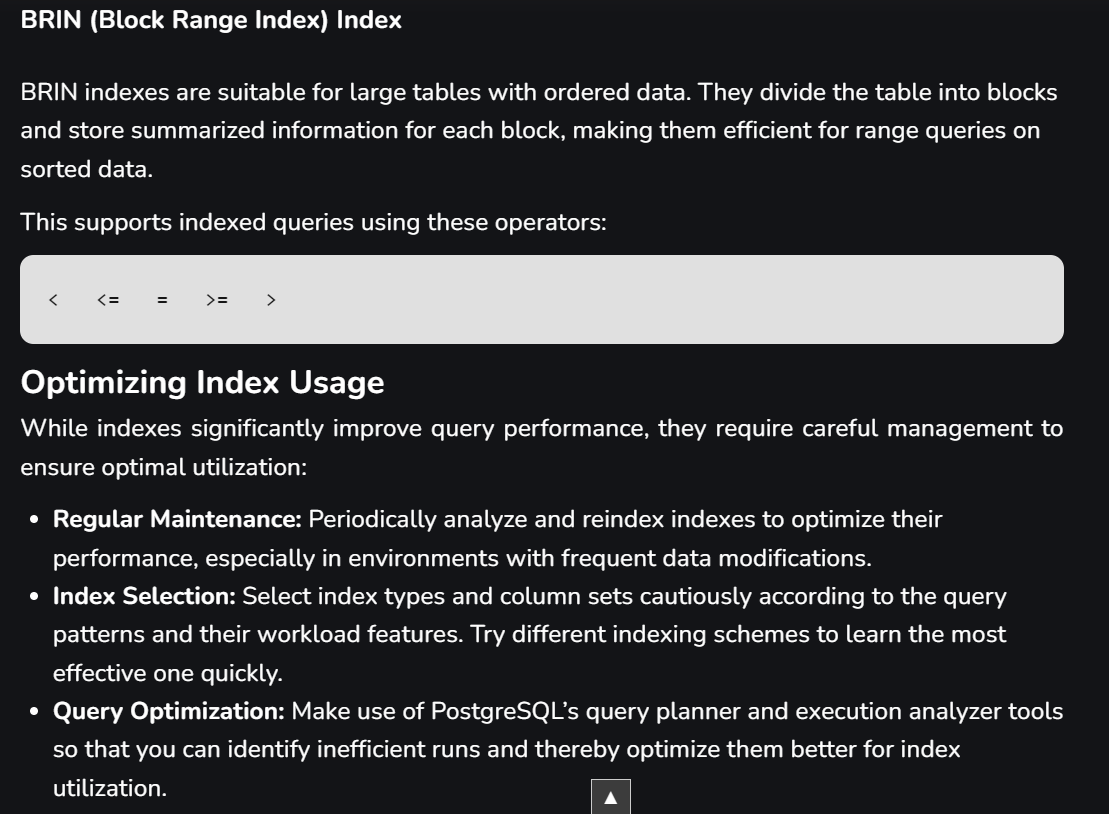 BRIN (Block Range Index) Index
BRIN indexes are suitable for large tables with ordered data. They divide the table into blocks
and store summarized information for each block, making them efficient for range queries on
sorted data.
This supports indexed queries using these operators:
< <= = >= >
Optimizing Index Usage
While indexes significantly improve query performance, they require careful management to
ensure optimal utilization:
• Regular Maintenance: Periodically analyze and reindex indexes to optimize their
performance, especially in environments with frequent data modifications.
• Index Selection: Select index types and column sets cautiously according to the query
patterns and their workload features. Try different indexing schemes to learn the most
effective one quickly.
• Query Optimization: Make use of PostgreSQL’s query planner and execution analyzer tools
so that you can identify inefficient runs and thereby optimize them better for index
utilization.